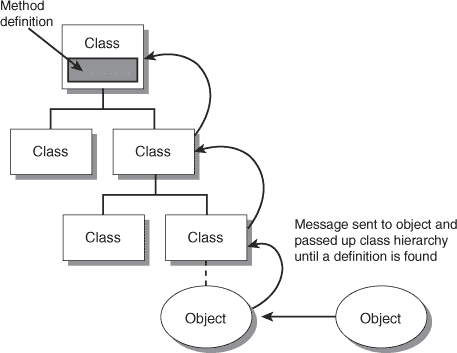 Method
definition
Class
Class
Class
Class
Class
Message sent to object and
passed up class hierarchy
until a definition is found
Object
Object